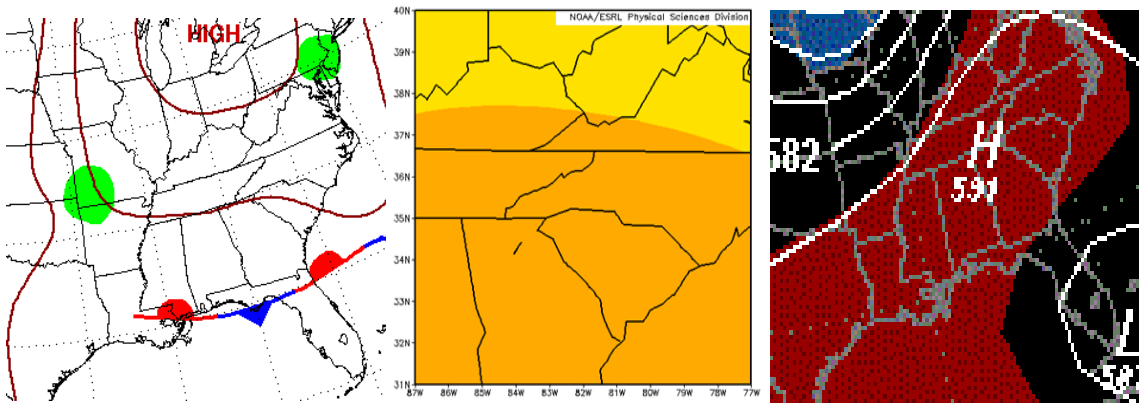 HIGH
NOAA/ESRL Physical Sciences Division
40N
39N
38N
37N
36N
35N
34N
33N
32N
31N
87W 86W 85W 84W 83W 82W 81W 80W 79W 78W 77W
582
H
L